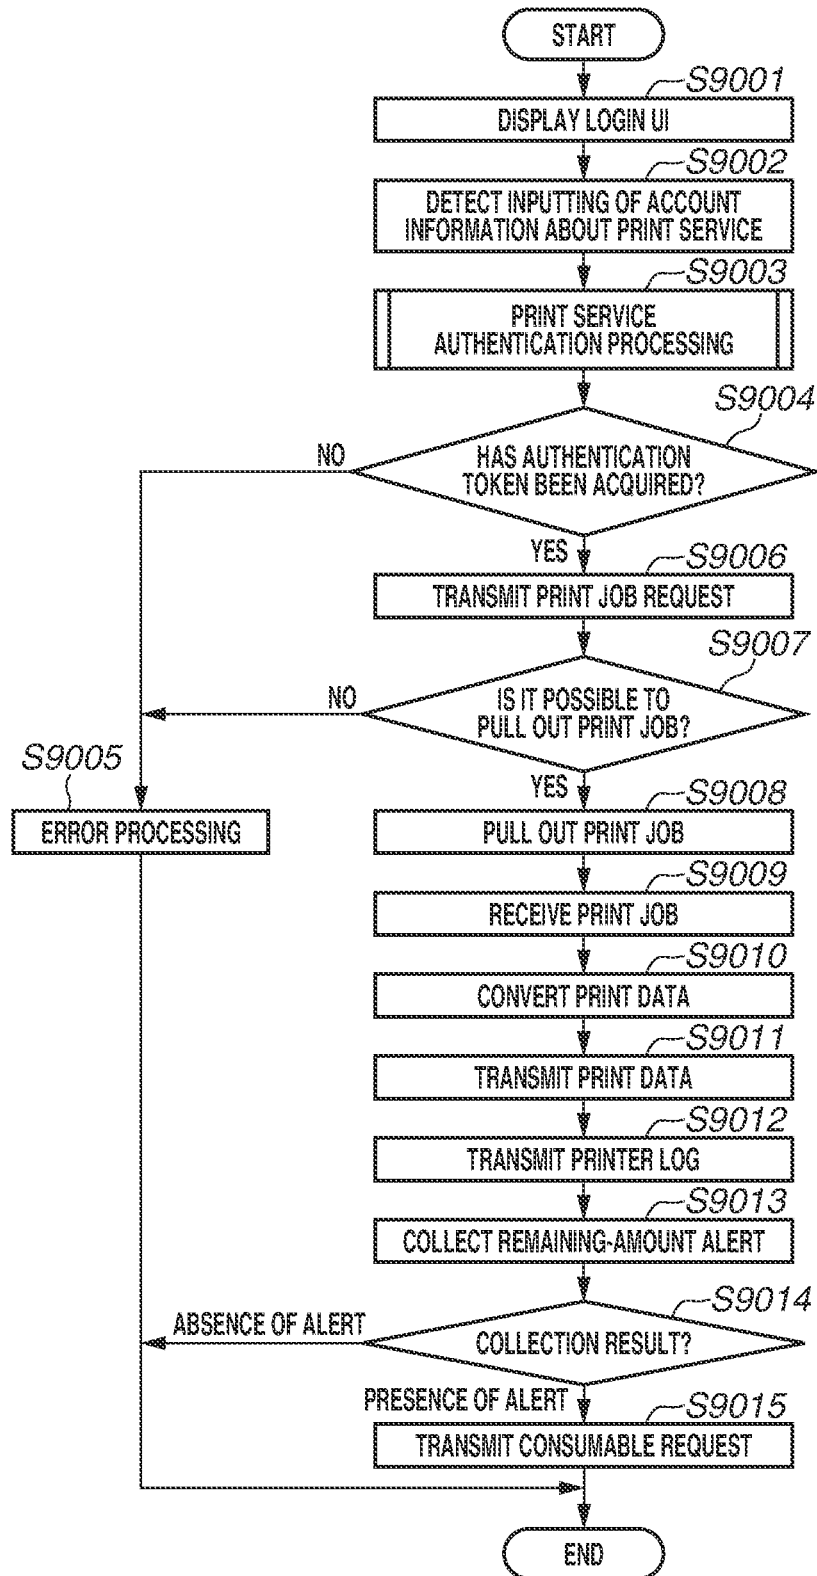 START
S9001
DISPLAY LOGIN UI
S9002
DETECT INPUTTING OF ACCOUNT
INFORMATION ABOUT PRINT SERVICE
S9003
PRINT SERVICE
AUTHENTICATION PROCESSING
S9004
NO
HAS AUTHENTICATION
TOKEN BEEN ACQUIRED?
YES
S9006
TRANSMIT PRINT JOB REQUEST
S9007
NO
IS IT POSSIBLE TO
PULL OUT PRINT JOB?
S9005
YES
S9008
ERROR PROCESSING
PULL OUT PRINT JOB
S9009
RECEIVE PRINT JOB
S9010
CONVERT PRINT DATA
S9011
TRANSMIT PRINT DATA
S9012
TRANSMIT PRINTER LOG
S9013
COLLECT REMAINING-AMOUNT ALERT
S9014
ABSENCE OF ALERT
COLLECTION RESULT?
PRESENCE OF ALERT
S9015
TRANSMIT CONSUMABLE REQUEST
END